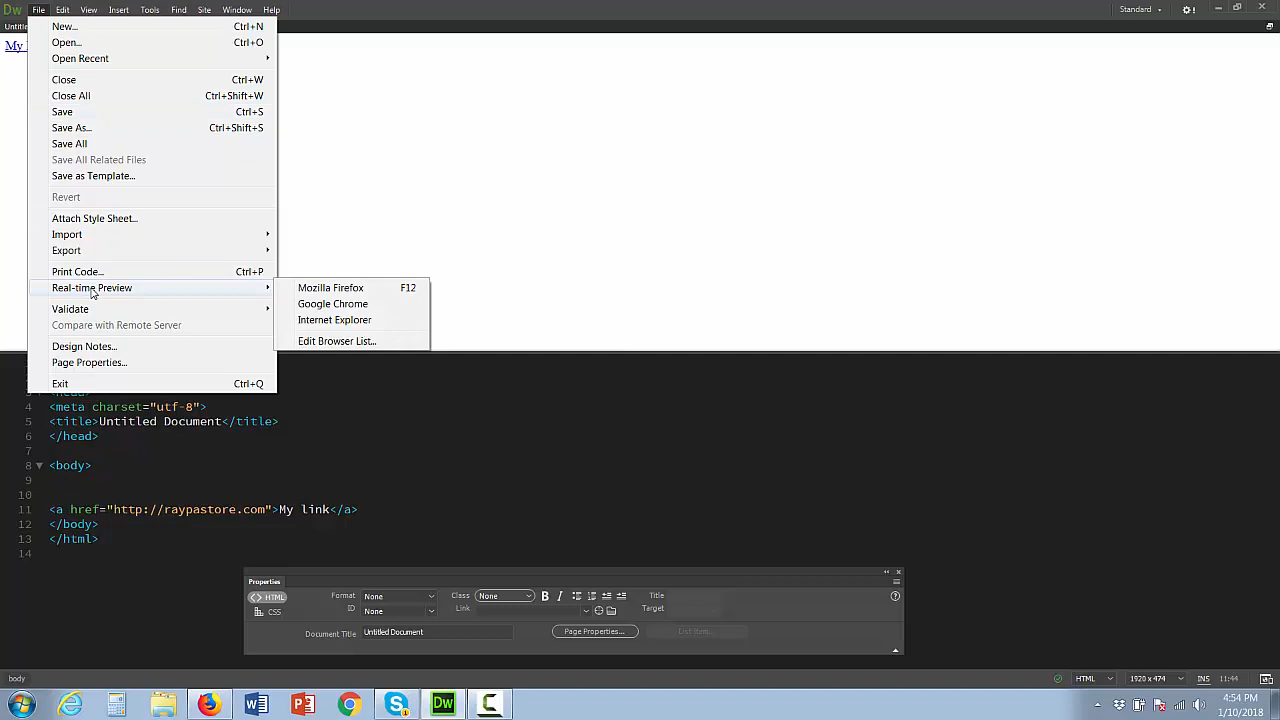 Dw File Edit View Insert Tools Find Site Window Help Standard
My
New... Ctrl+N
Open... Ctrl+O
Open Recent
Close Ctrl+W
Close All Ctrl+Shift+W
Save Ctrl+S
Save As... Ctrl+Shift+S
Save All
Save All Related Files
Save as Template...
Revert
Attach Style Sheet...
Import
Export
Print Code... Ctrl+P
Real-time Preview
Mozilla Firefox F12
Google Chrome
Internet Explorer
Edit Browser List...
Validate
Compare with Remote Server
Design Notes...
Page Properties...
Exit Ctrl+Q
4 <meta charset="utf-8">
5 <title>Untitled Document</title>
6 </head>
7
8 <body>
9
10
11 <a href="http://raypastore.com">My link</a>
12 </body>
13 </html>
14
Properties
<> HTML Format None Class None B I Title
CSS ID None Link Target
Document Title Untitled Document Page Properties... List Item...
body HTML 1920 x 474 INS 11:44
4:54 PM
1/10/2018